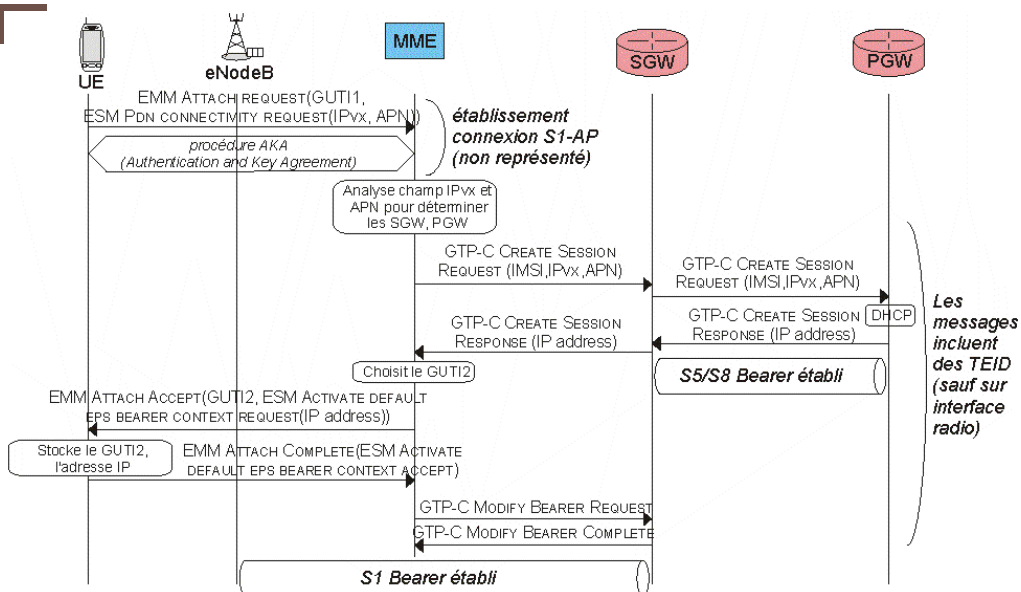 MME
SGW
PGW
UE
eNodeB
EMM ATTACH REQUEST(GUTI1,
ESM PDN CONNECTIVITY REQUEST(IPVX, APN))
établissement
connexion S1-AP
(non représenté)
procédure AKA
(Authentication and Key Agreement)
Analyse champ IPvx et
APN pour déterminer
les SGW, PGW
GTP-C CREATE SESSION
REQUEST (IMSI,IPVX,APN)
GTP-C CREATE SESSION
REQUEST (IMSI,IPVX,APN)
Les
messages
incluent
des TEID
(sauf sur
interface
radio)
DHCP
GTP-C CREATE SESSION
RESPONSE (IP address)
GTP-C CREATE SESSION
RESPONSE (IP address)
Choisit le GUTI2
S5/S8 Bearer établi
EMM ATTACH ACCEPT(GUTI2, ESM ACTIVATE DEFAULT
EPS BEARER CONTEXT REQUEST(IP address))
Stocke le GUTI2,
l'adresse IP
EMM ATTACH COMPLETE(ESM ACTIVATE
DEFAULT EPS BEARER CONTEXT ACCEPT)
GTP-C MODIFY BEARER REQUEST
GTP-C MODIFY BEARER COMPLETE
S1 Bearer établi